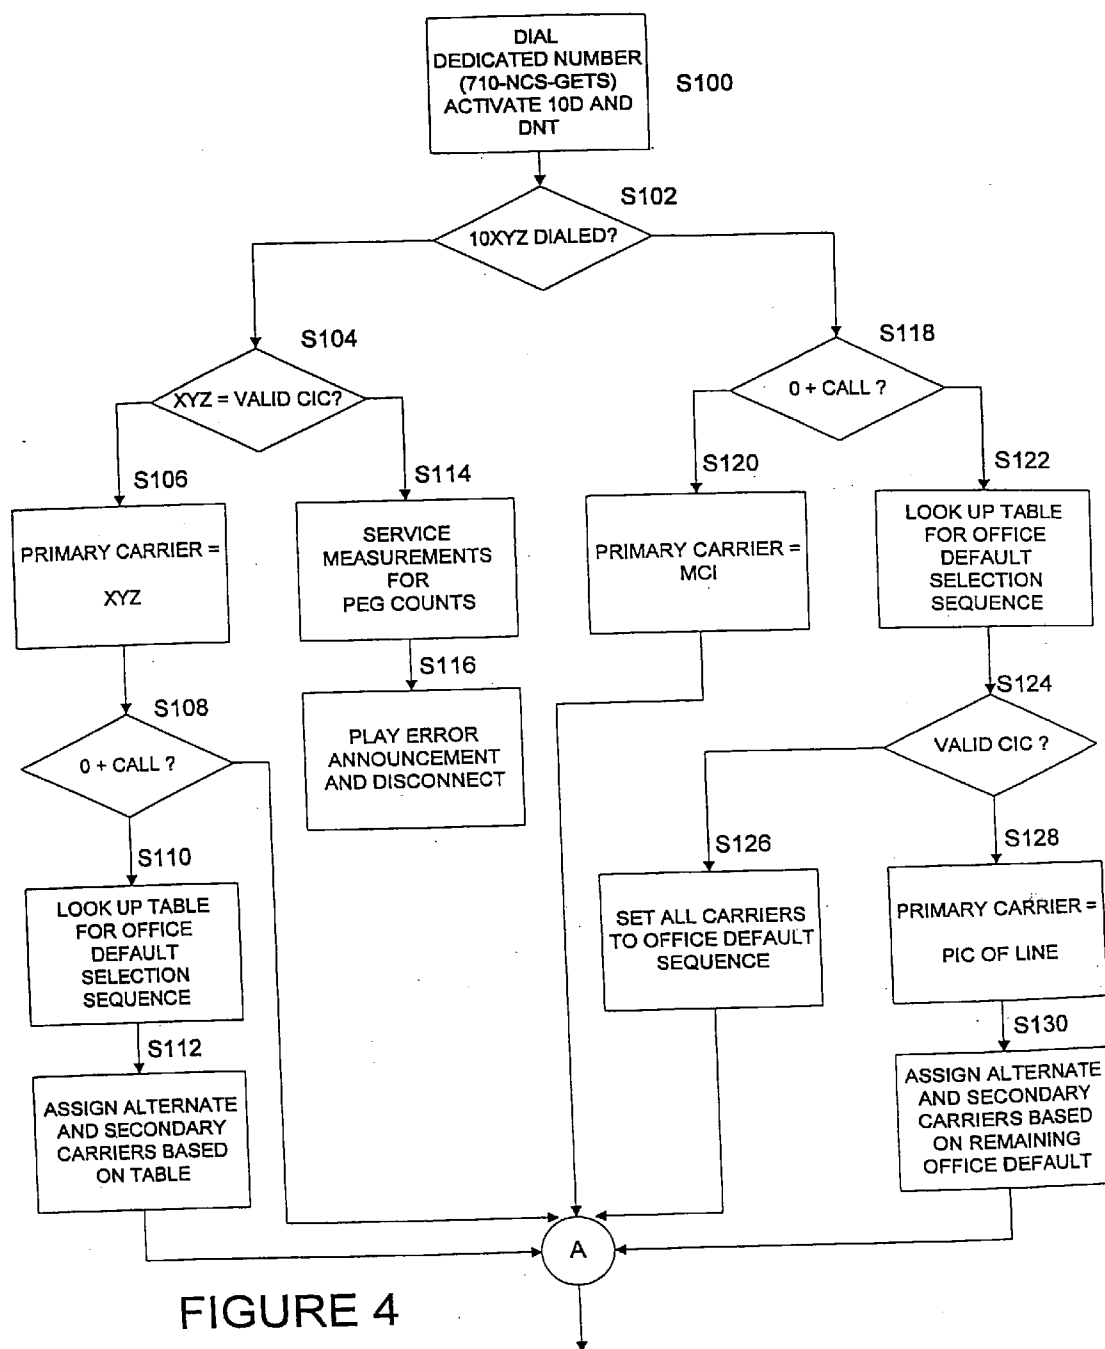 DIAL
DEDICATED NUMBER
(710-NCS-GETS)
ACTIVATE 10D AND
DNT
S100
S102
10XYZ DIALED?
S104
XYZ = VALID CIC?
S118
0 + CALL ?
S106
PRIMARY CARRIER =
XYZ
S114
SERVICE
MEASUREMENTS
FOR
PEG COUNTS
S120
PRIMARY CARRIER =
MCI
S122
LOOK UP TABLE
FOR OFFICE
DEFAULT
SELECTION
SEQUENCE
S108
0 + CALL ?
S116
PLAY ERROR
ANNOUNCEMENT
AND DISCONNECT
S124
VALID CIC ?
S110
LOOK UP TABLE
FOR OFFICE
DEFAULT
SELECTION
SEQUENCE
S126
SET ALL CARRIERS
TO OFFICE DEFAULT
SEQUENCE
S128
PRIMARY CARRIER =
PIC OF LINE
S112
ASSIGN ALTERNATE
AND SECONDARY
CARRIERS BASED
ON TABLE
S130
ASSIGN ALTERNATE
AND SECONDARY
CARRIERS BASED
ON REMAINING
OFFICE DEFAULT
A
FIGURE 4